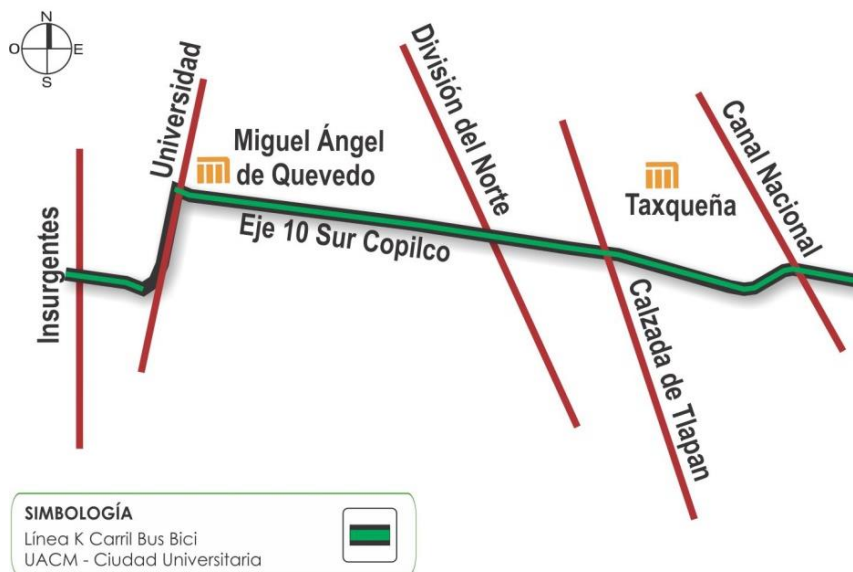 N
O
E
S
Insurgentes
Universidad
Miguel Ángel
de Quevedo
Eje 10 Sur Copilco
División del Norte
Calzada de Tlapan
Taxqueña
Canal Nacional
SIMBOLOGÍA
Línea K Carril Bus Bici
UACM - Ciudad Universitaria